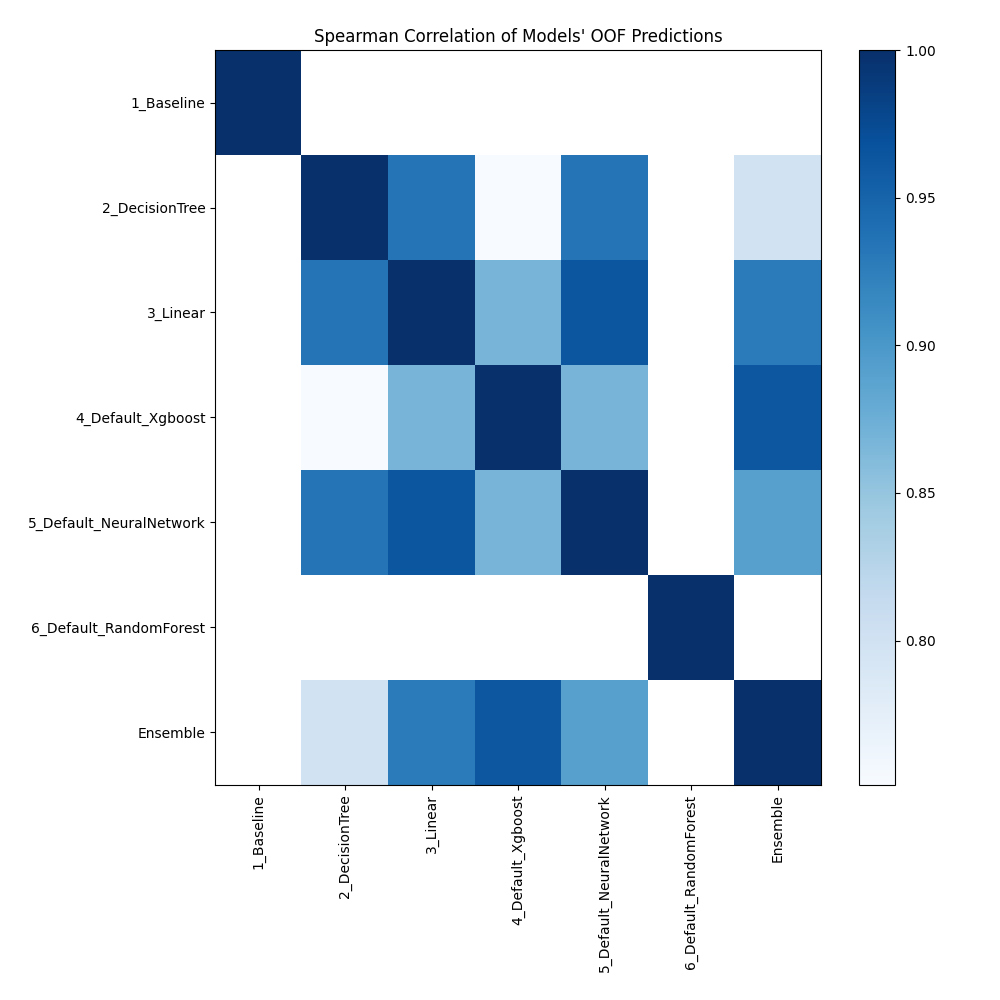 Spearman Correlation of Models' OOF Predictions
1_Baseline
2_DecisionTree
3_Linear
4_Default_Xgboost
5_Default_NeuralNetwork
6_Default_RandomForest
Ensemble
1_Baseline
2_DecisionTree
3_Linear
4_Default_Xgboost
5_Default_NeuralNetwork
6_Default_RandomForest
Ensemble
1.00
0.95
0.90
0.85
0.80